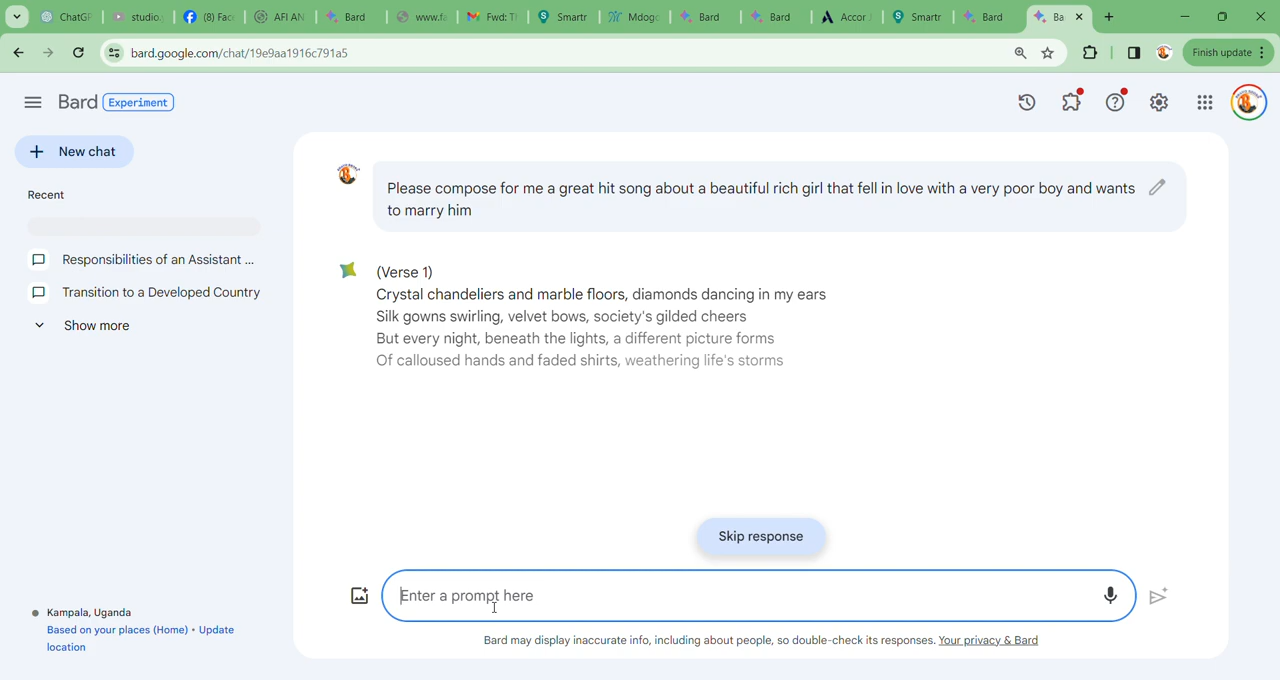 ChatGP
studio.
(8) Fac
AFI AN
Bard
www.fa
Fwd: T
Smartr
Mdogo
Bard
Bard
Accor J
Smartr
Bard
Ba
bard.google.com/chat/19e9aa1916c791a5
Finish update
Bard
Experiment
New chat
Recent
Responsibilities of an Assistant ...
Transition to a Developed Country
Show more
Please compose for me a great hit song about a beautiful rich girl that fell in love with a very poor boy and wants
to marry him
(Verse 1)
Crystal chandeliers and marble floors, diamonds dancing in my ears
Silk gowns swirling, velvet bows, society's gilded cheers
But every night, beneath the lights, a different picture forms
Of calloused hands and faded shirts, weathering life's storms
Skip response
Enter a prompt here
Kampala, Uganda
Based on your places (Home) • Update
location
Bard may display inaccurate info, including about people, so double-check its responses. Your privacy & Bard